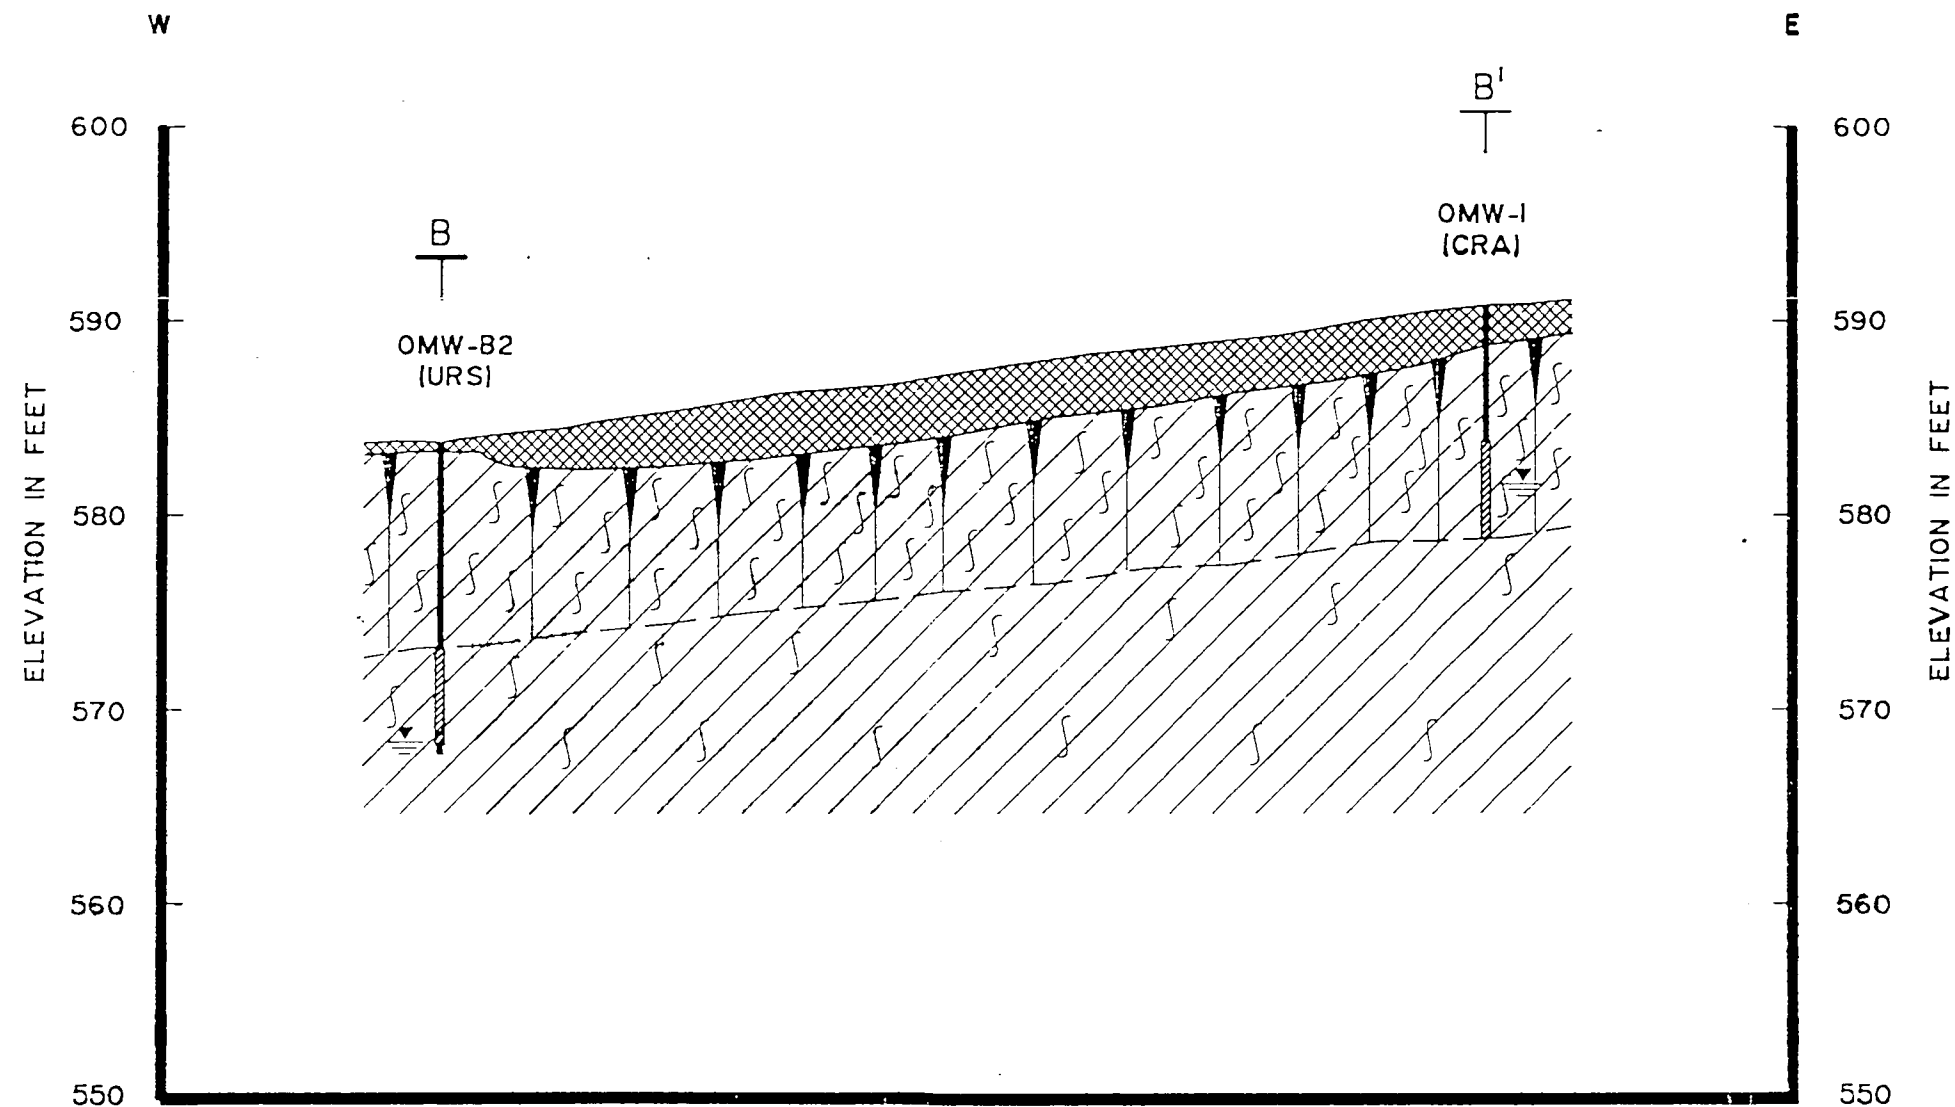 W
E
B'
600
600
OMW-1
(CRA)
B
590
590
OMW-B2
(URS)
ELEVATION IN FEET
ELEVATION IN FEET
580
580
570
570
560
560
550
550